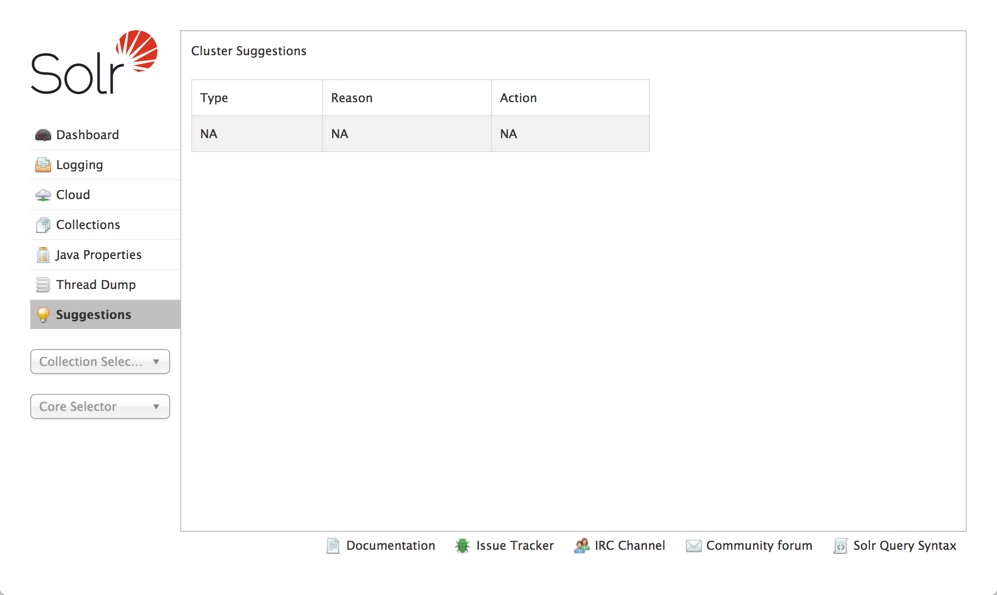 Solr
Dashboard
Logging
Cloud
Collections
Java Properties
Thread Dump
Suggestions
Collection Selec...
Core Selector
Cluster Suggestions
Type Reason Action
NA NA NA
Documentation Issue Tracker IRC Channel Community forum Solr Query Syntax